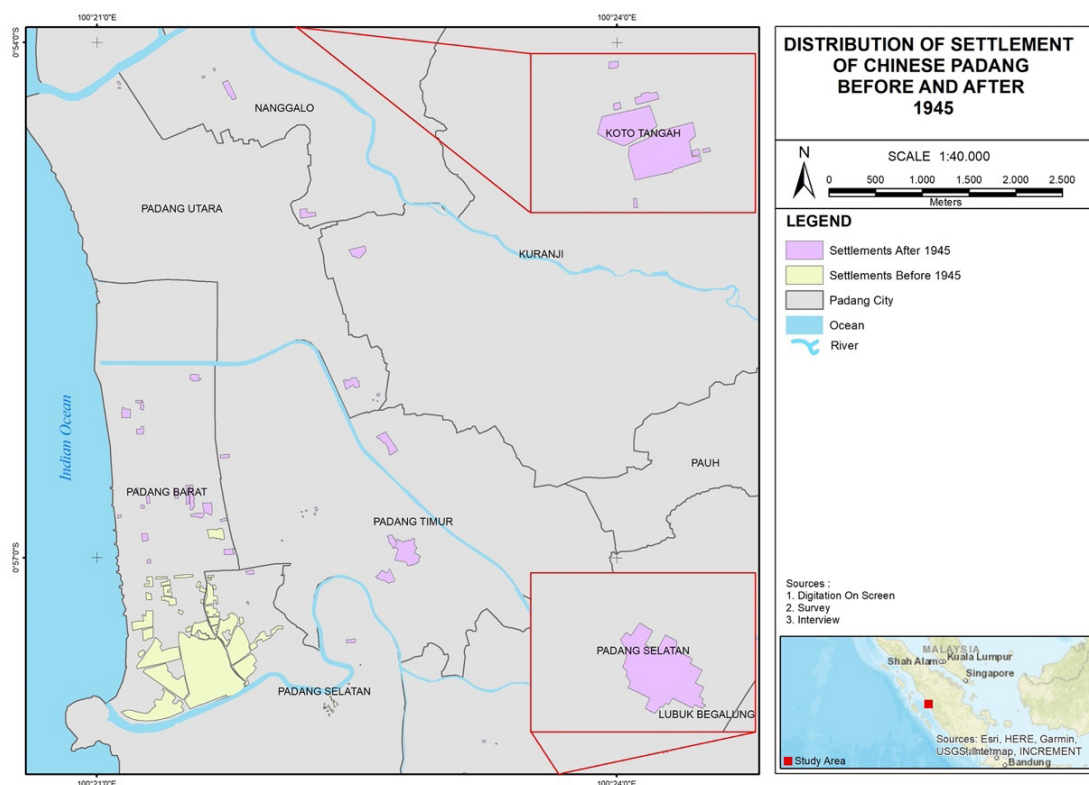 100°21'0"E
100°24'0"E
0°54'0"S
0°57'0"S
NANGGALO
PADANG UTARA
KOTO TANGAH
KURANJI
Indian Ocean
PADANG BARAT
PADANG TIMUR
PAUH
PADANG SELATAN
PADANG SELATAN
LUBUK BEGALUNG
100°21'0"E
100°24'0"E
DISTRIBUTION OF SETTLEMENT
OF CHINESE PADANG
BEFORE AND AFTER
1945
N
SCALE 1:40.000
0 500 1.000 1.500 2.000 2.500
Meters
LEGEND
Settlements After 1945
Settlements Before 1945
Padang City
Ocean
River
Sources :
1. Digitation On Screen
2. Survey
3. Interview
MALAYSIA
Shah Alam Kuala Lumpur
Singapore
Sources: Esri, HERE, Garmin,
USGS, Intermap, INCREMENT
Bandung
Study Area